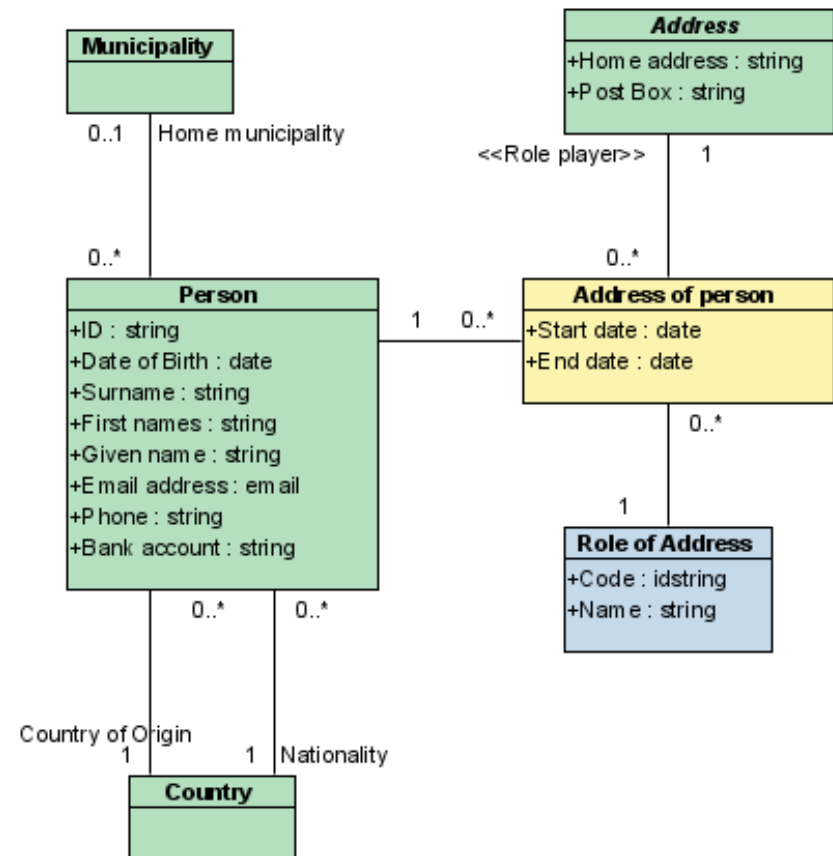 Municipality
0..1 Home municipality
0..*
Address
+Home address : string
+Post Box : string
<<Role player>> 1
0..*
Person
+ID : string
+Date of Birth : date
+Surname : string
+First names : string
+Given name : string
+Email address : email
+Phone : string
+Bank account : string
1 0..*
Address of person
+Start date : date
+End date : date
0..*
1
Role of Address
+Code : idstring
+Name : string
0..* 0..*
Country of Origin
1 1 Nationality
Country